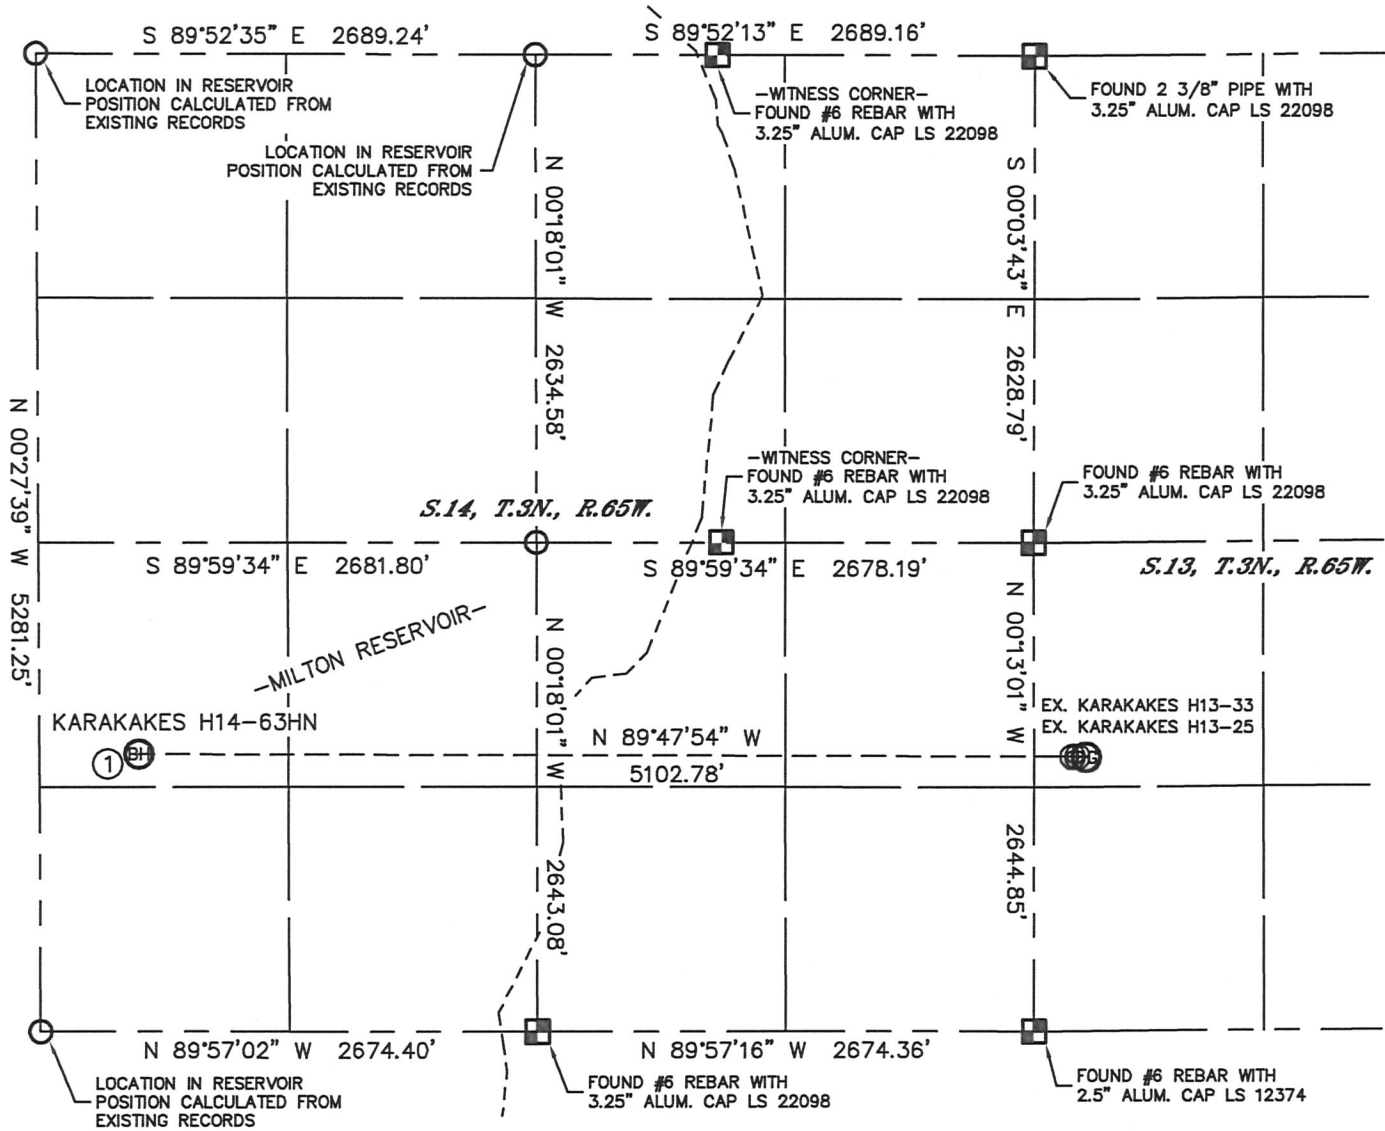 S 89°52'35" E 2689.24'
S 89°52'13" E 2689.16'
LOCATION IN RESERVOIR
POSITION CALCULATED FROM
EXISTING RECORDS
LOCATION IN RESERVOIR
POSITION CALCULATED FROM
EXISTING RECORDS
-WITNESS CORNER-
FOUND #6 REBAR WITH
3.25" ALUM. CAP LS 22098
FOUND 2 3/8" PIPE WITH
3.25" ALUM. CAP LS 22098
N 00°18'01" W 2634.58'
S 00°03'43" E 2628.79'
N 00°27'39" W 5281.25'
-WITNESS CORNER-
FOUND #6 REBAR WITH
3.25" ALUM. CAP LS 22098
FOUND #6 REBAR WITH
3.25" ALUM. CAP LS 22098
S.14, T.3N., R.65W.
S.13, T.3N., R.65W.
S 89°59'34" E 2681.80'
S 89°59'34" E 2678.19'
-MILTON RESERVOIR-
N 00°18'01" W 2643.08'
N 00°13'01" W 2644.85'
KARAKAKES H14-63HN
1
BH
N 89°47'54" W
5102.78'
EX. KARAKAKES H13-33
EX. KARAKAKES H13-25
N 89°57'02" W 2674.40'
N 89°57'16" W 2674.36'
LOCATION IN RESERVOIR
POSITION CALCULATED FROM
EXISTING RECORDS
FOUND #6 REBAR WITH
3.25" ALUM. CAP LS 22098
FOUND #6 REBAR WITH
2.5" ALUM. CAP LS 12374